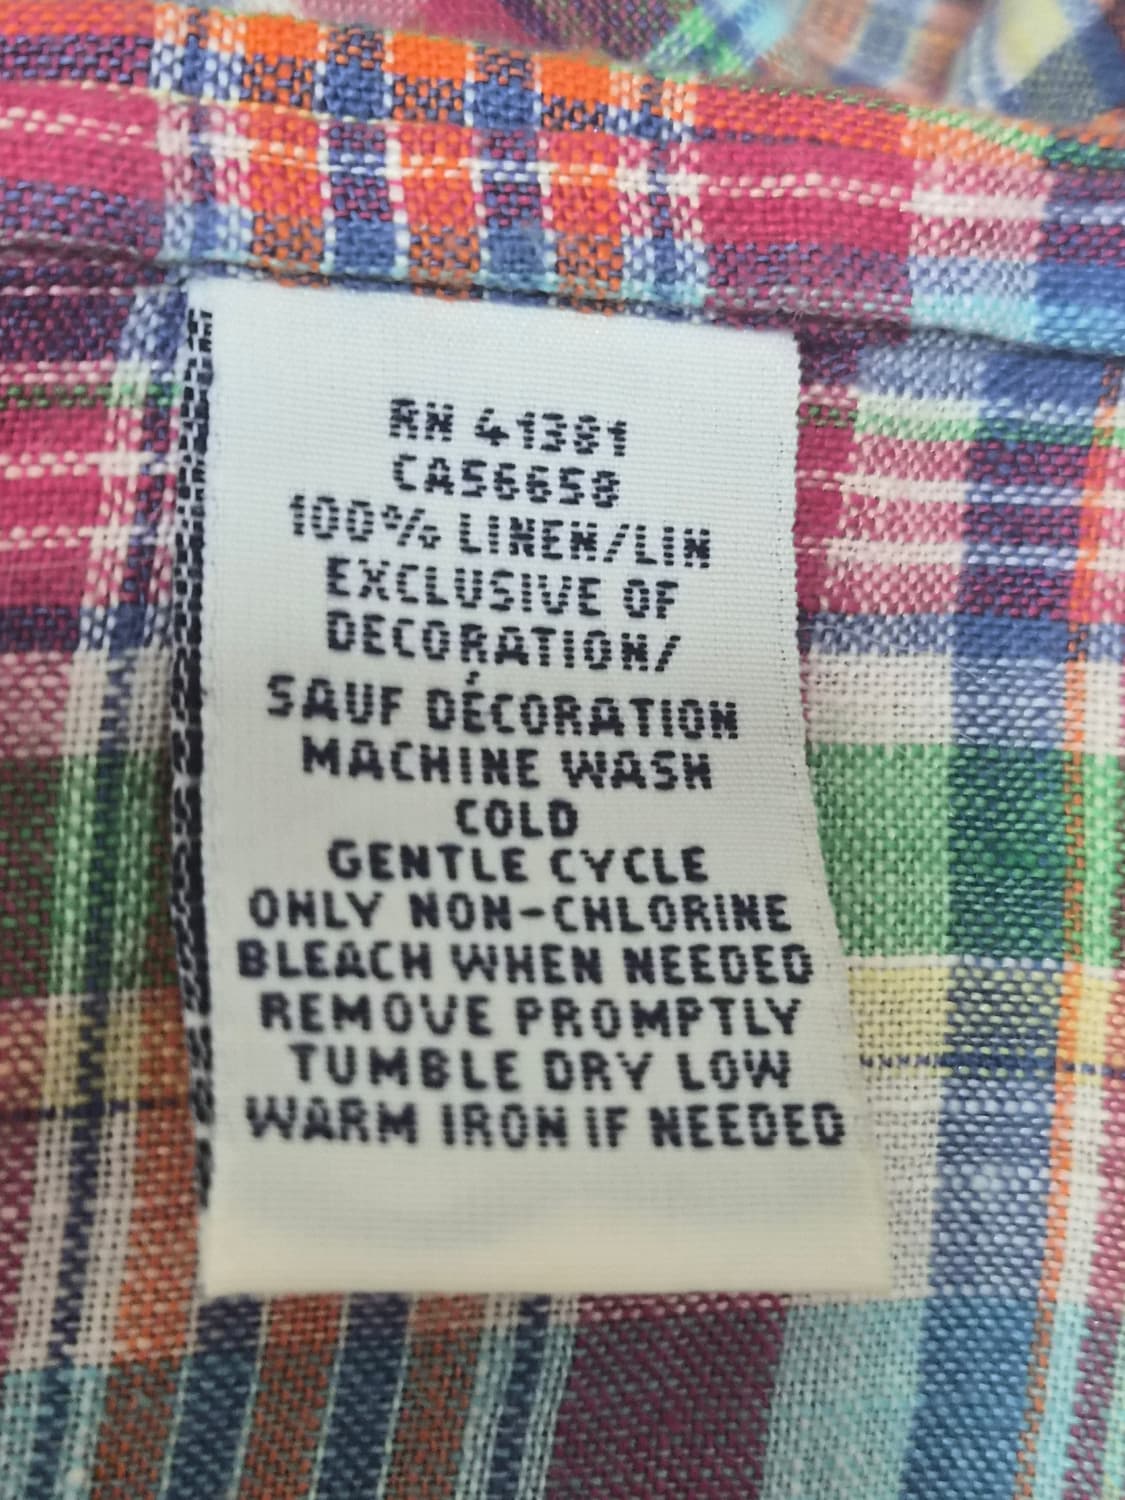 RN 41381
CA56650
100% LINEN/LIN
EXCLUSIVE OF
DECORATION/
SAUF DÉCORATION
MACHINE WASH
COLD
GENTLE CYCLE
ONLY NON-CHLORINE
BLEACH WHEN NEEDED
REMOVE PROMPTLY
TUMBLE DRY LOW
WARM IRON IF NEEDED